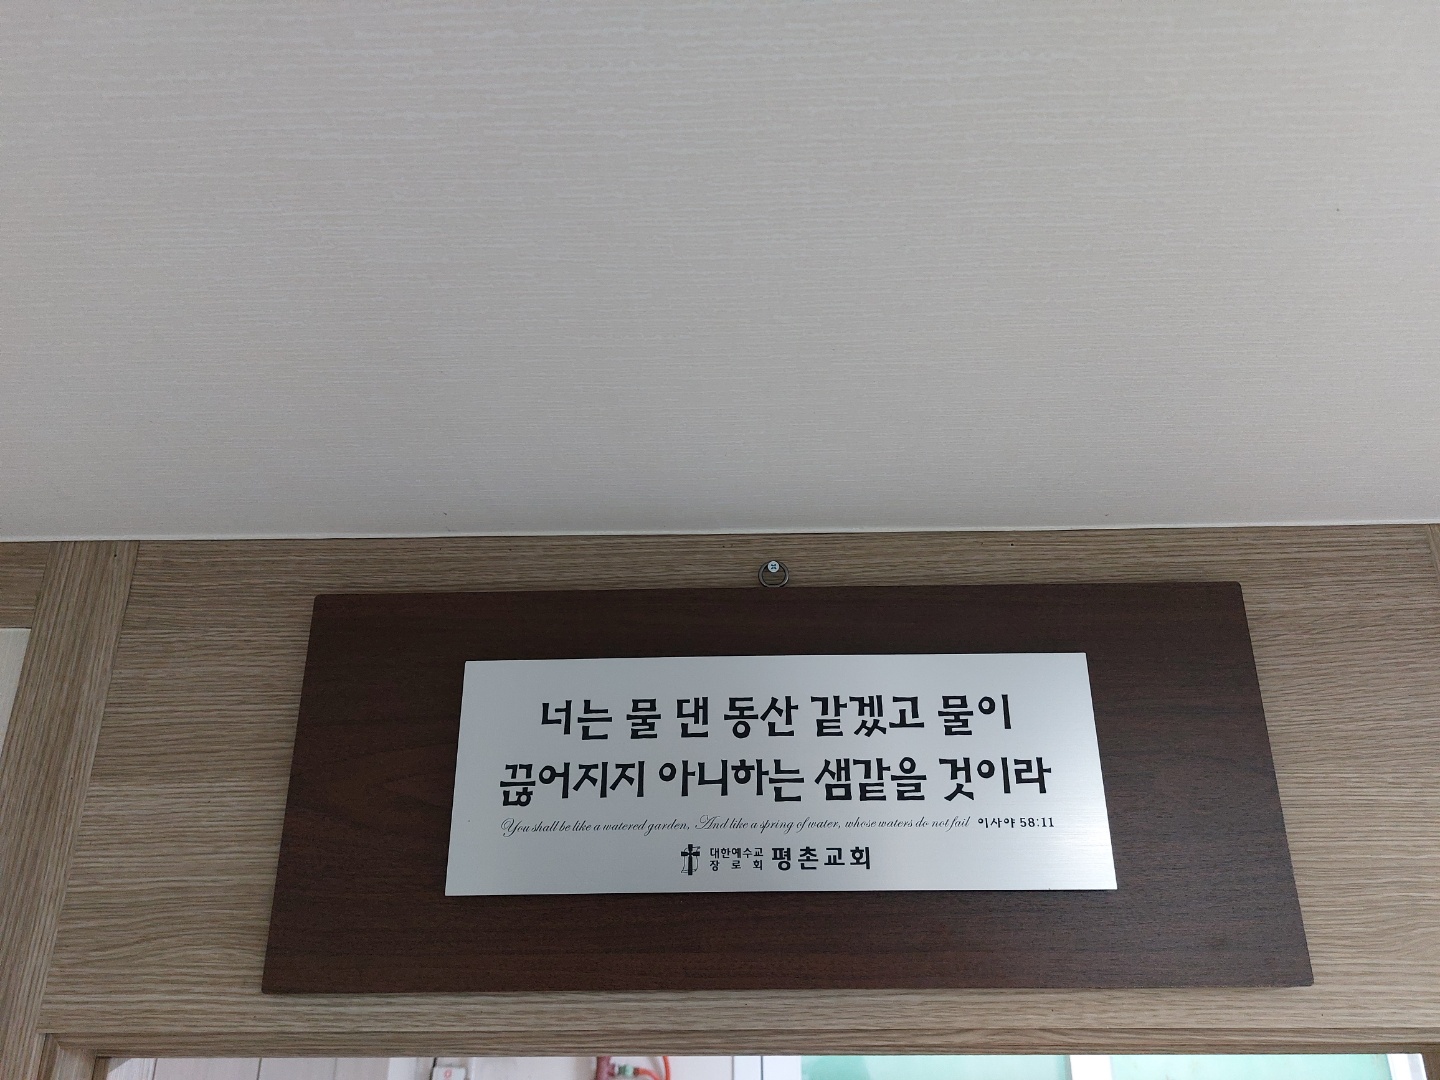 너는 물 댄 동산 같겠고 물이
끊어지지 아니하는 샘같을 것이라
You shall be like a watered garden, And like a spring of water, whose waters do not fail 이사야 58:11
대한예수교
장로회 평촌교회